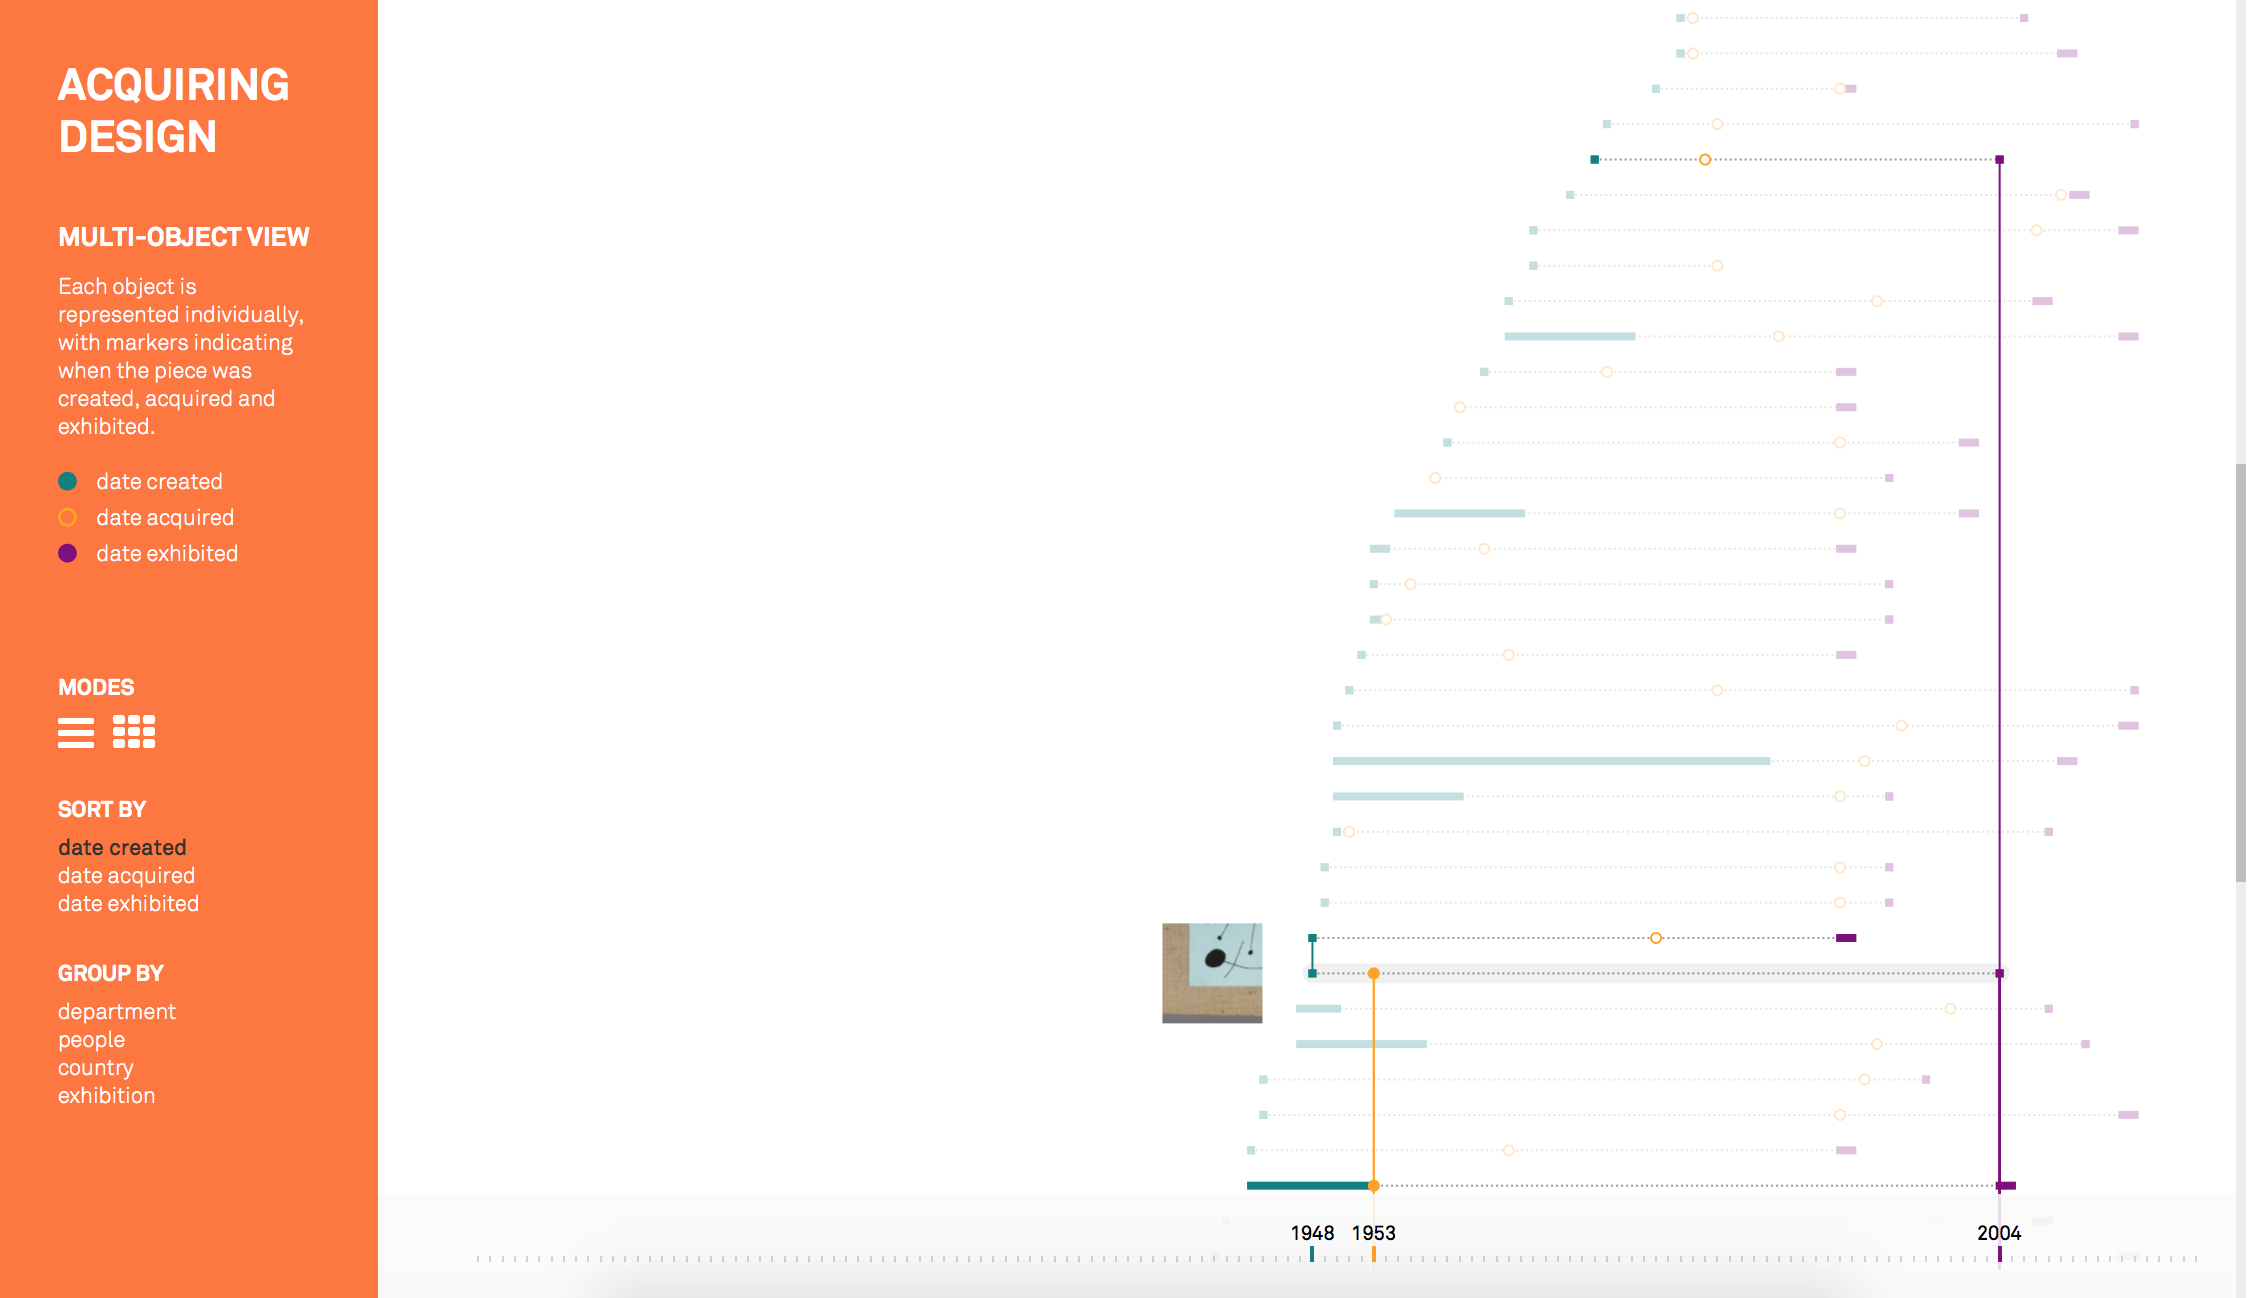 ACQUIRING
DESIGN
MULTI-OBJECT VIEW
Each object is
represented individually,
with markers indicating
when the piece was
created, acquired and
exhibited.
date created
date acquired
date exhibited
MODES
SORT BY
date created
date acquired
date exhibited
GROUP BY
department
people
country
exhibition
1948 1953 2004